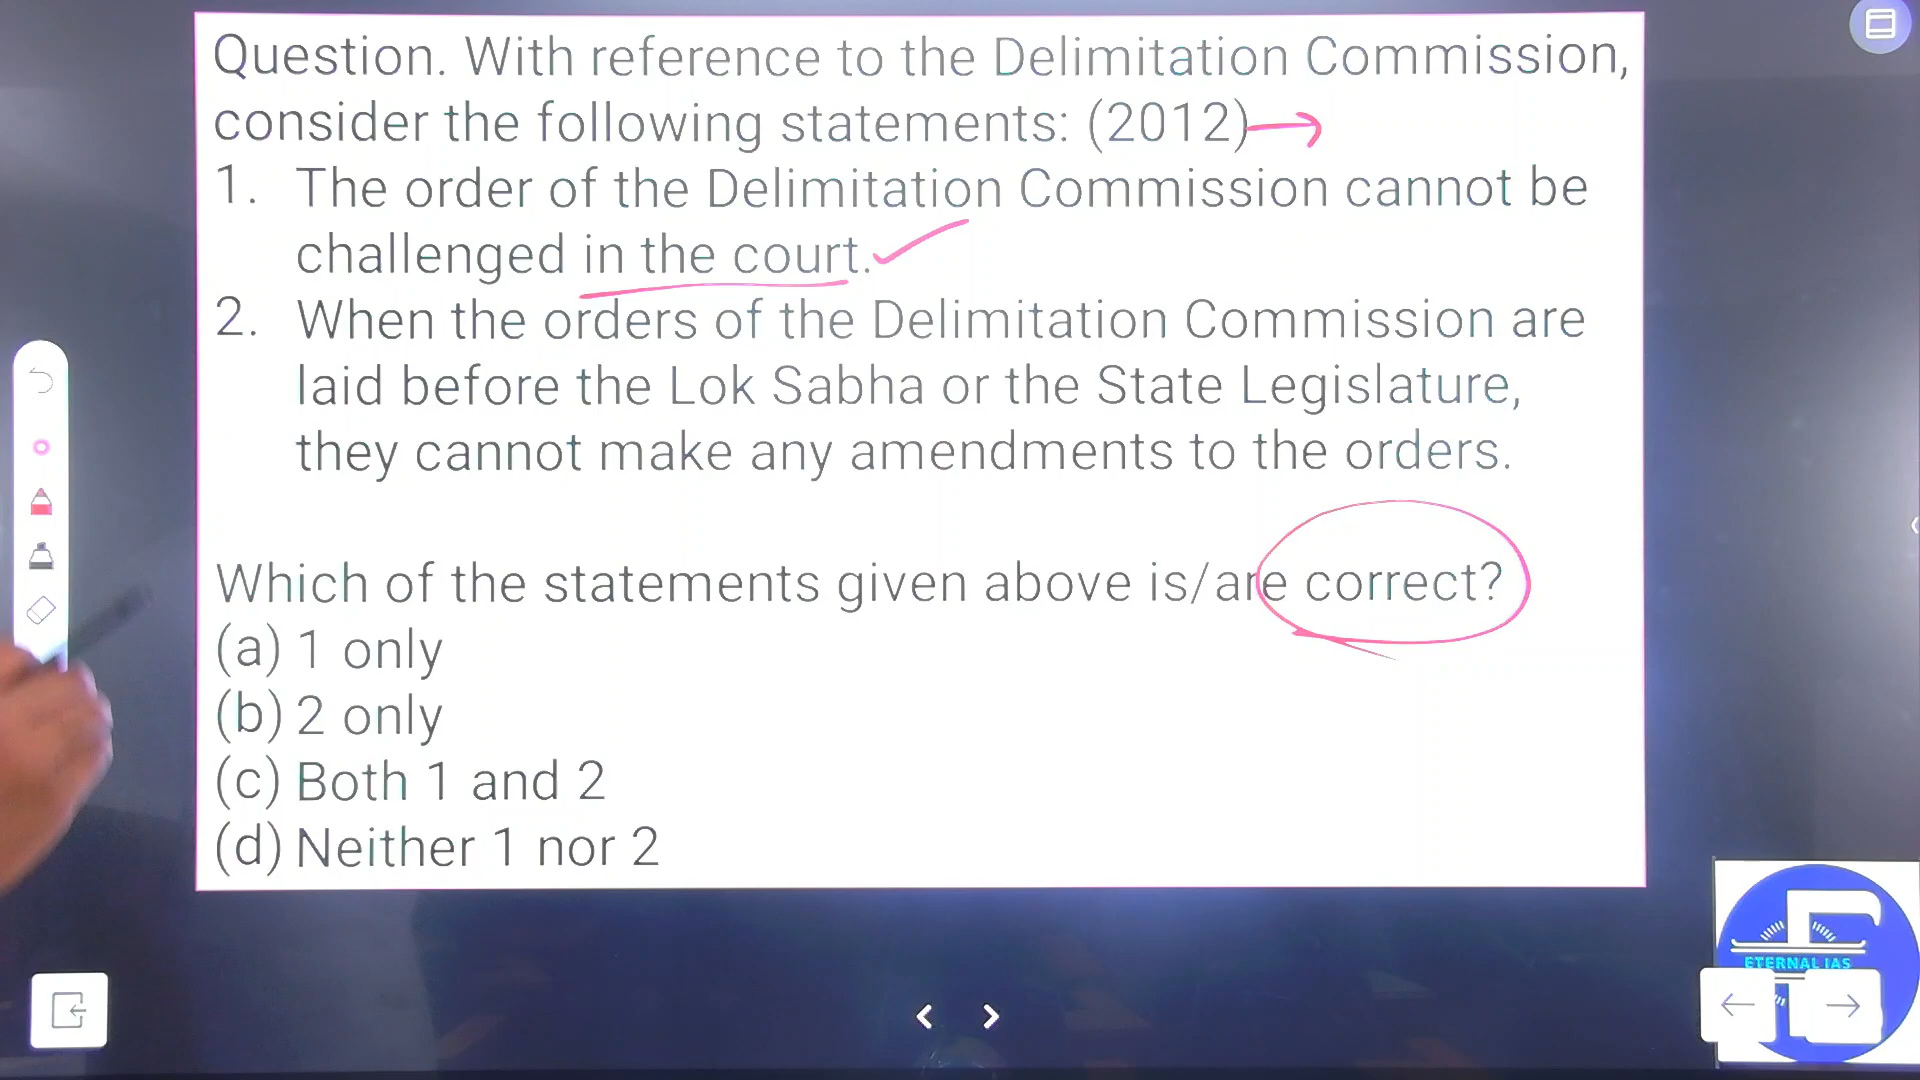 Question. With reference to the Delimitation Commission,
consider the following statements: (2012)
1. The order of the Delimitation Commission cannot be
challenged in the court.
2. When the orders of the Delimitation Commission are
laid before the Lok Sabha or the State Legislature,
they cannot make any amendments to the orders.
Which of the statements given above is/are correct?
(a) 1 only
(b) 2 only
(c) Both 1 and 2
(d) Neither 1 nor 2
ETERNAL IAS